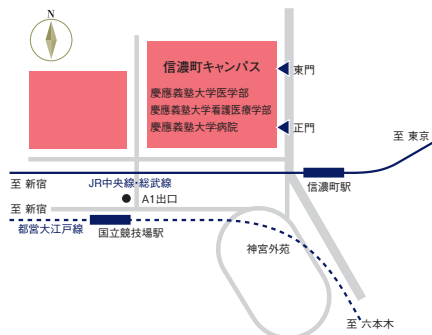 N
信濃町キャンパス
慶應義塾大学医学部
慶應義塾大学看護医療学部
慶應義塾大学病院
東門
正門
至 東京
至 新宿
JR中央線・総武線
信濃町駅
A1出口
至 新宿
都営大江戸線
国立競技場駅
神宮外苑
至 六本木